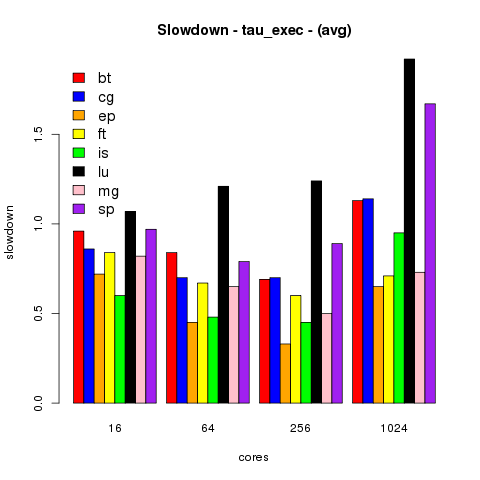 Slowdown - tau_exec - (avg)
bt
cg
ep
ft
is
lu
mg
sp
slowdown
1.5
1.0
0.5
0.0
16 64 256 1024
cores